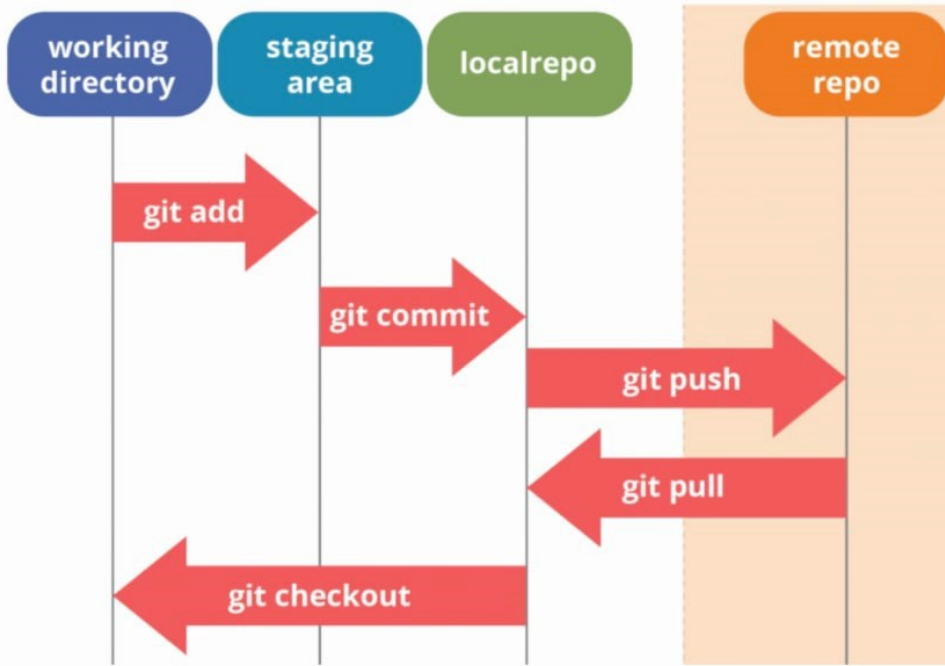 working
directory
staging
area
localrepo
remote
repo
git add
git commit
git push
git pull
git checkout